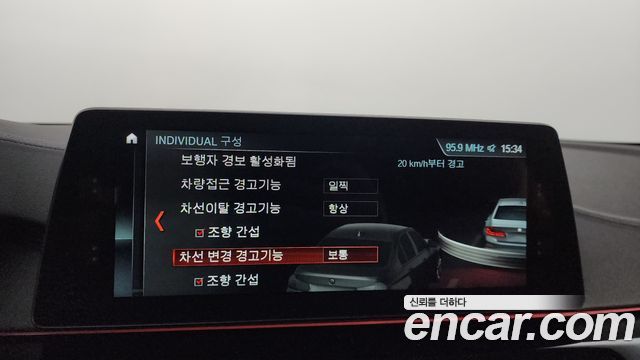 INDIVIDUAL 구성
95.9 MHz 15:34
보행자 경보 활성화됨
20 km/h부터 경고
차량접근 경고기능 일찍
차선이탈 경고기능 항상
조향 간섭
차선 변경 경고기능 보통
조향 간섭
신뢰를 더하다
encar.com